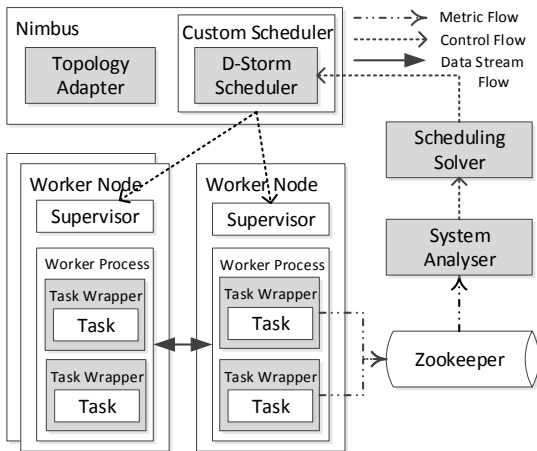 Nimbus
Topology
Adapter
Custom Scheduler
D-Storm
Scheduler
Metric Flow
Control Flow
Data Stream
Flow
Scheduling
Solver
System
Analyser
Zookeeper
Worker Node
Supervisor
Worker Process
Task Wrapper
Task
Task Wrapper
Task
Worker Node
Supervisor
Worker Process
Task Wrapper
Task
Task Wrapper
Task